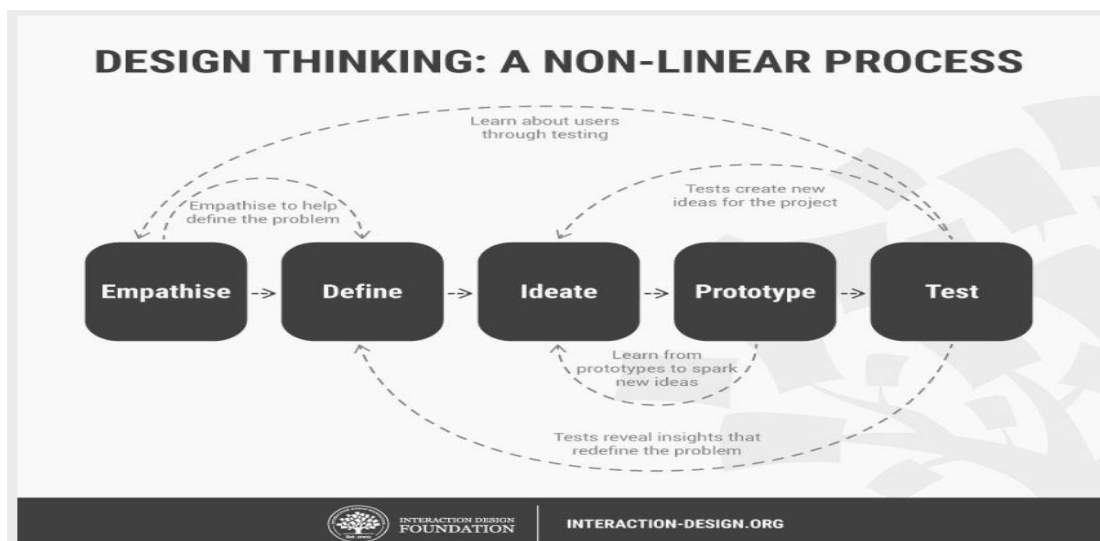 DESIGN THINKING: A NON-LINEAR PROCESS
Learn about users
through testing
Empathise to help
define the problem
Tests create new
ideas for the project
Empathise
Define
Ideate
Prototype
Test
Learn from
prototypes to spark
new ideas
Tests reveal insights that
redefine the problem
INTERACTION DESIGN
FOUNDATION
INTERACTION-DESIGN.ORG